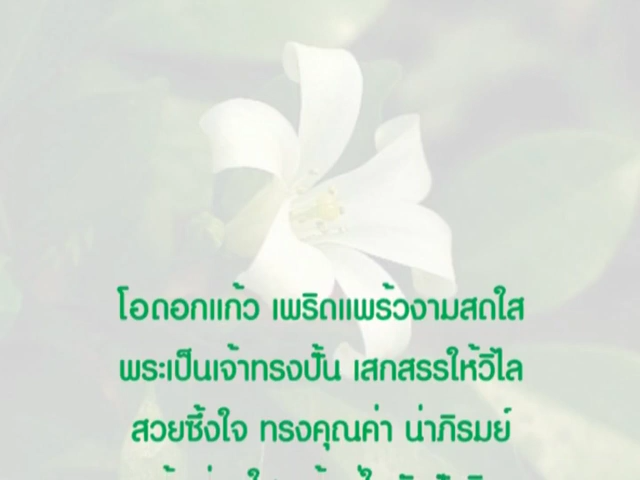 โอดอกแก้ว เพริดแพร้วงามสดใส
พระเป็นเจ้าทรงปั้น เสกสรรให้วิไล
สวยซึ้งใจ ทรงคุณค่า น่าภิรมย์